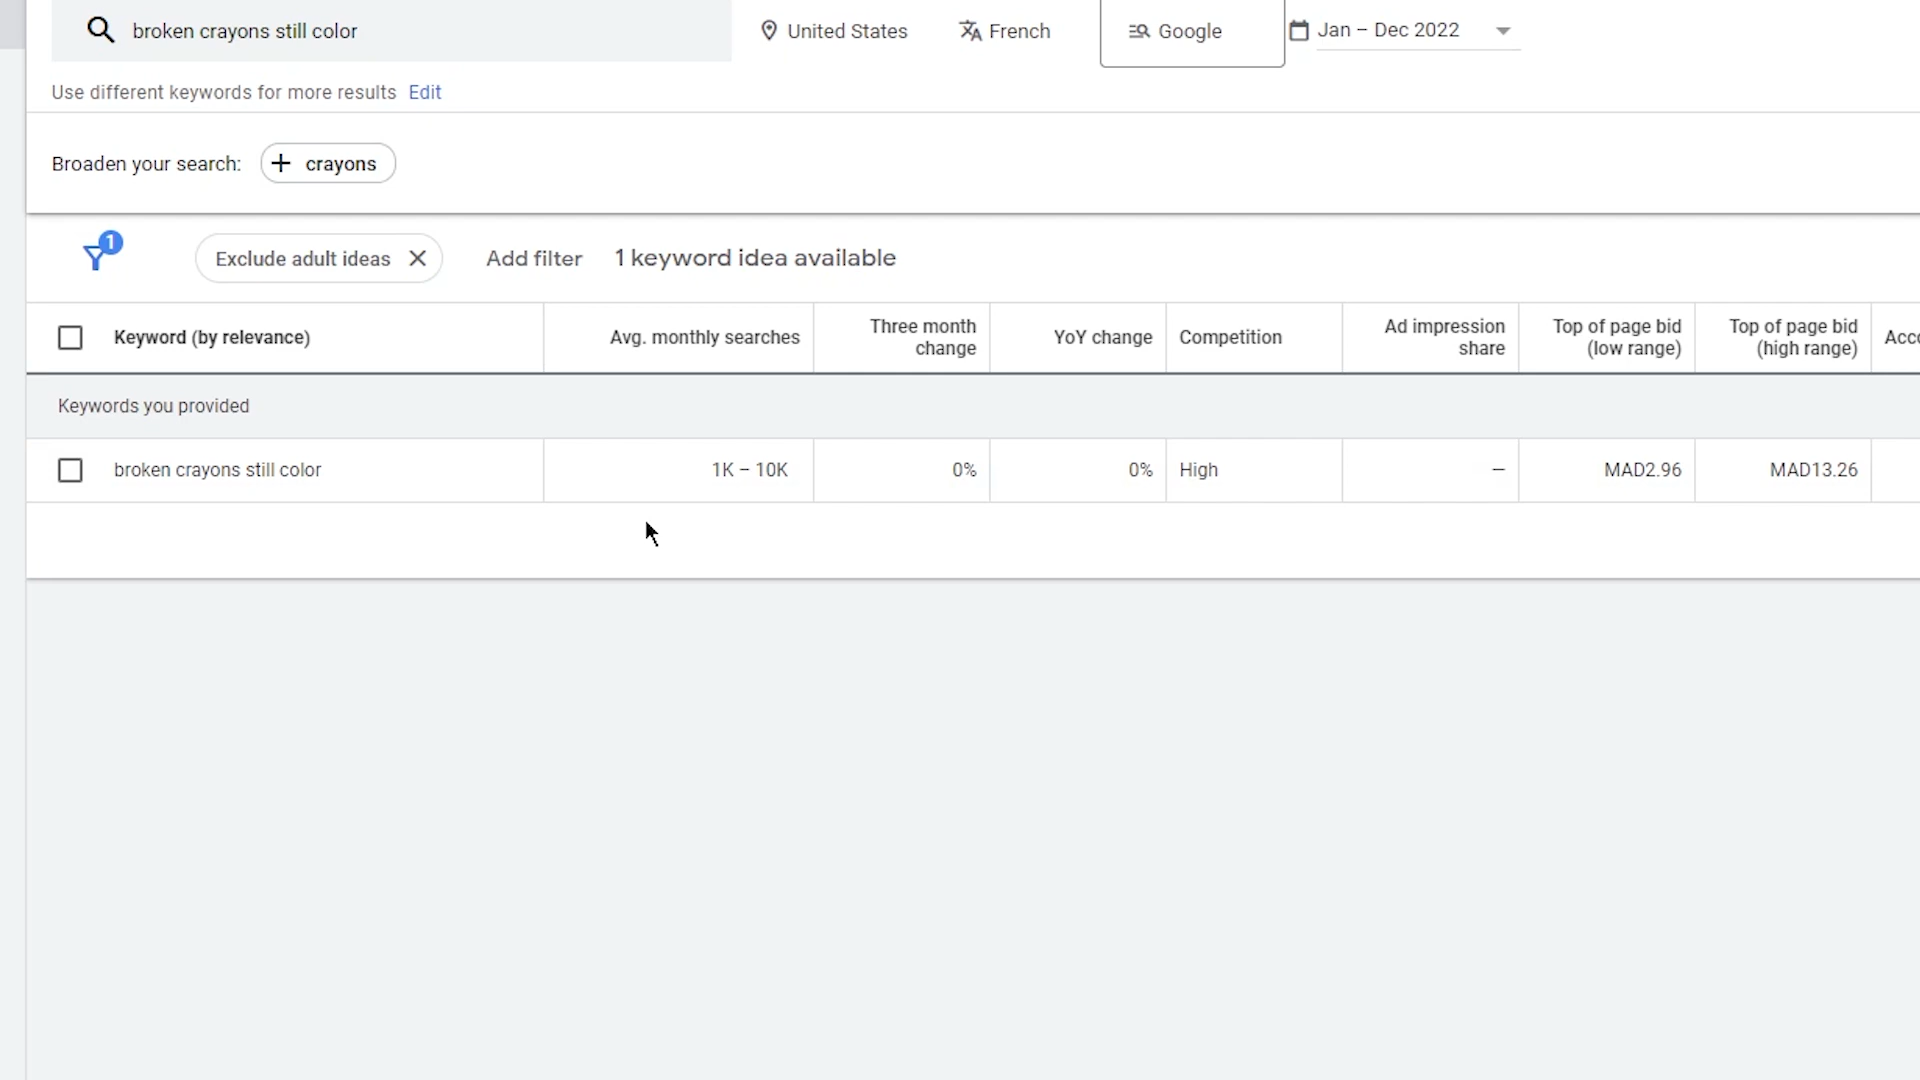 broken crayons still color United States French Google Jan – Dec 2022
Use different keywords for more results Edit
Broaden your search: + crayons
1
Exclude adult ideas Add filter 1 keyword idea available
Keyword (by relevance) Avg. monthly searches Three month change YoY change Competition Ad impression share Top of page bid (low range) Top of page bid (high range) Acco
Keywords you provided
broken crayons still color 1K – 10K 0% 0% High – MAD2.96 MAD13.26